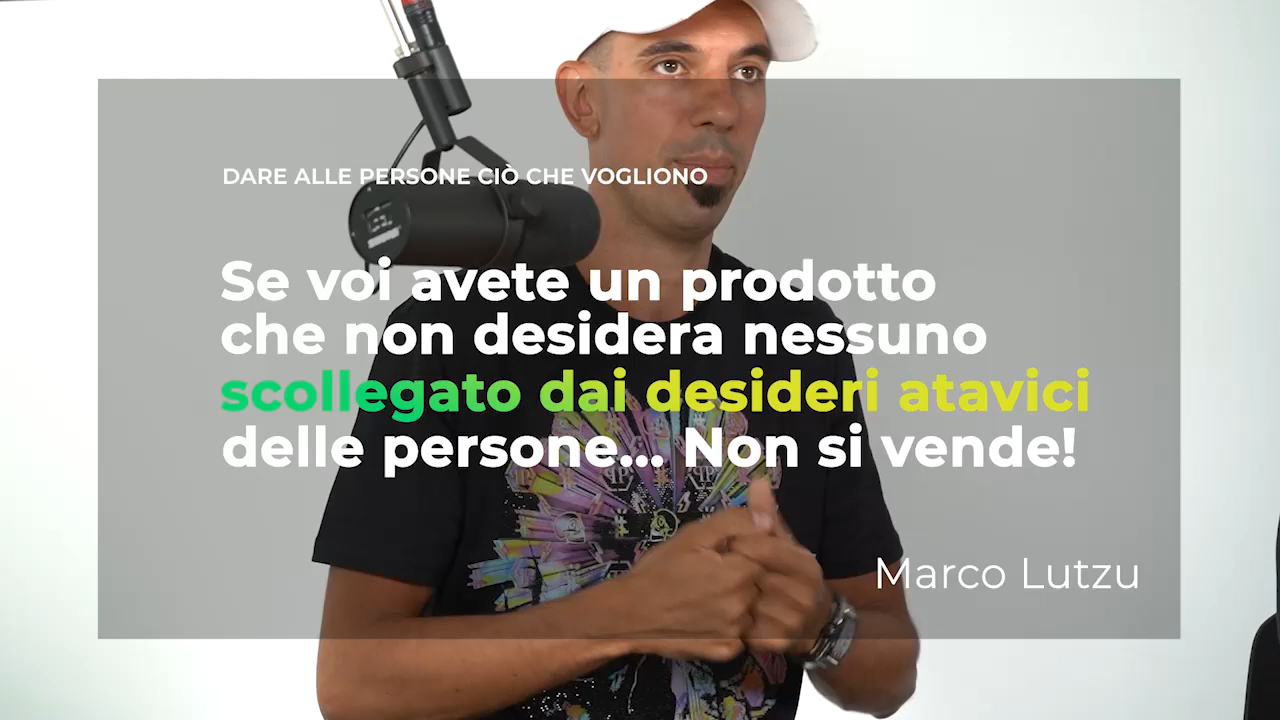 DARE ALLE PERSONE CIÒ CHE VOGLIONO
Se voi avete un prodotto
che non desidera nessuno
scollegato dai desideri atavici
delle persone... Non si vende!
Marco Lutzu